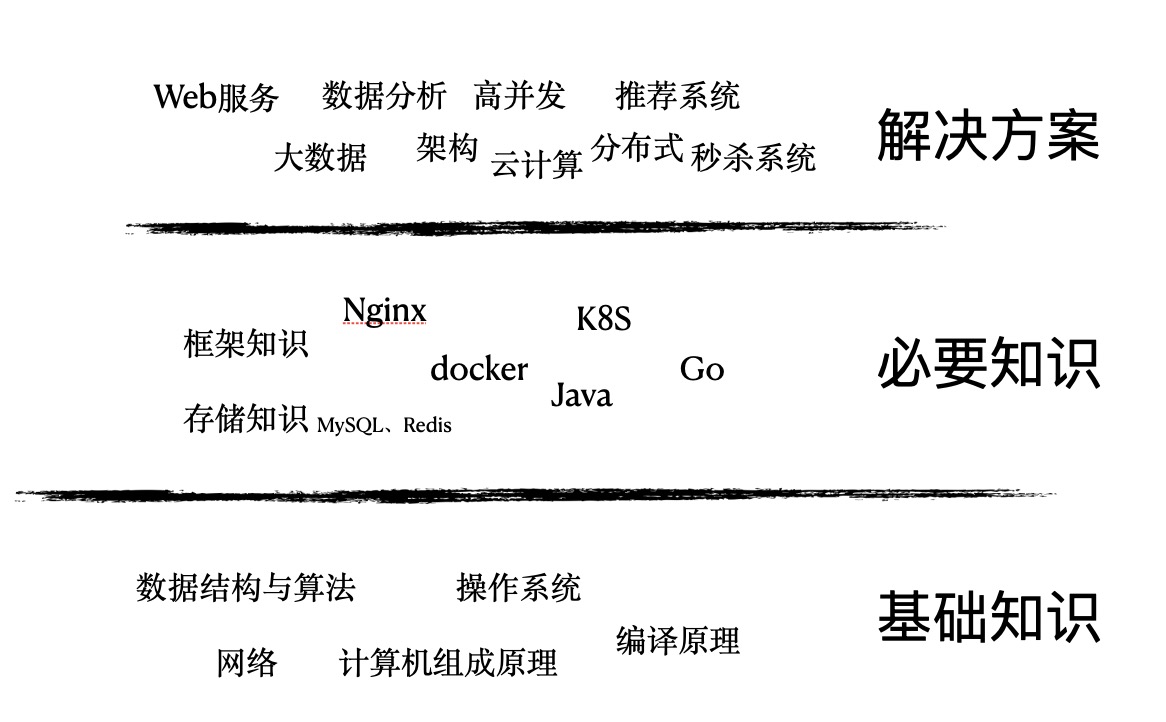 Web服务 数据分析 高并发 推荐系统
大数据 架构 云计算 分布式 秒杀系统
解决方案
Nginx K8S
框架知识
docker Go
Java
存储知识 MySQL、Redis
必要知识
数据结构与算法 操作系统
编译原理
网络 计算机组成原理
基础知识